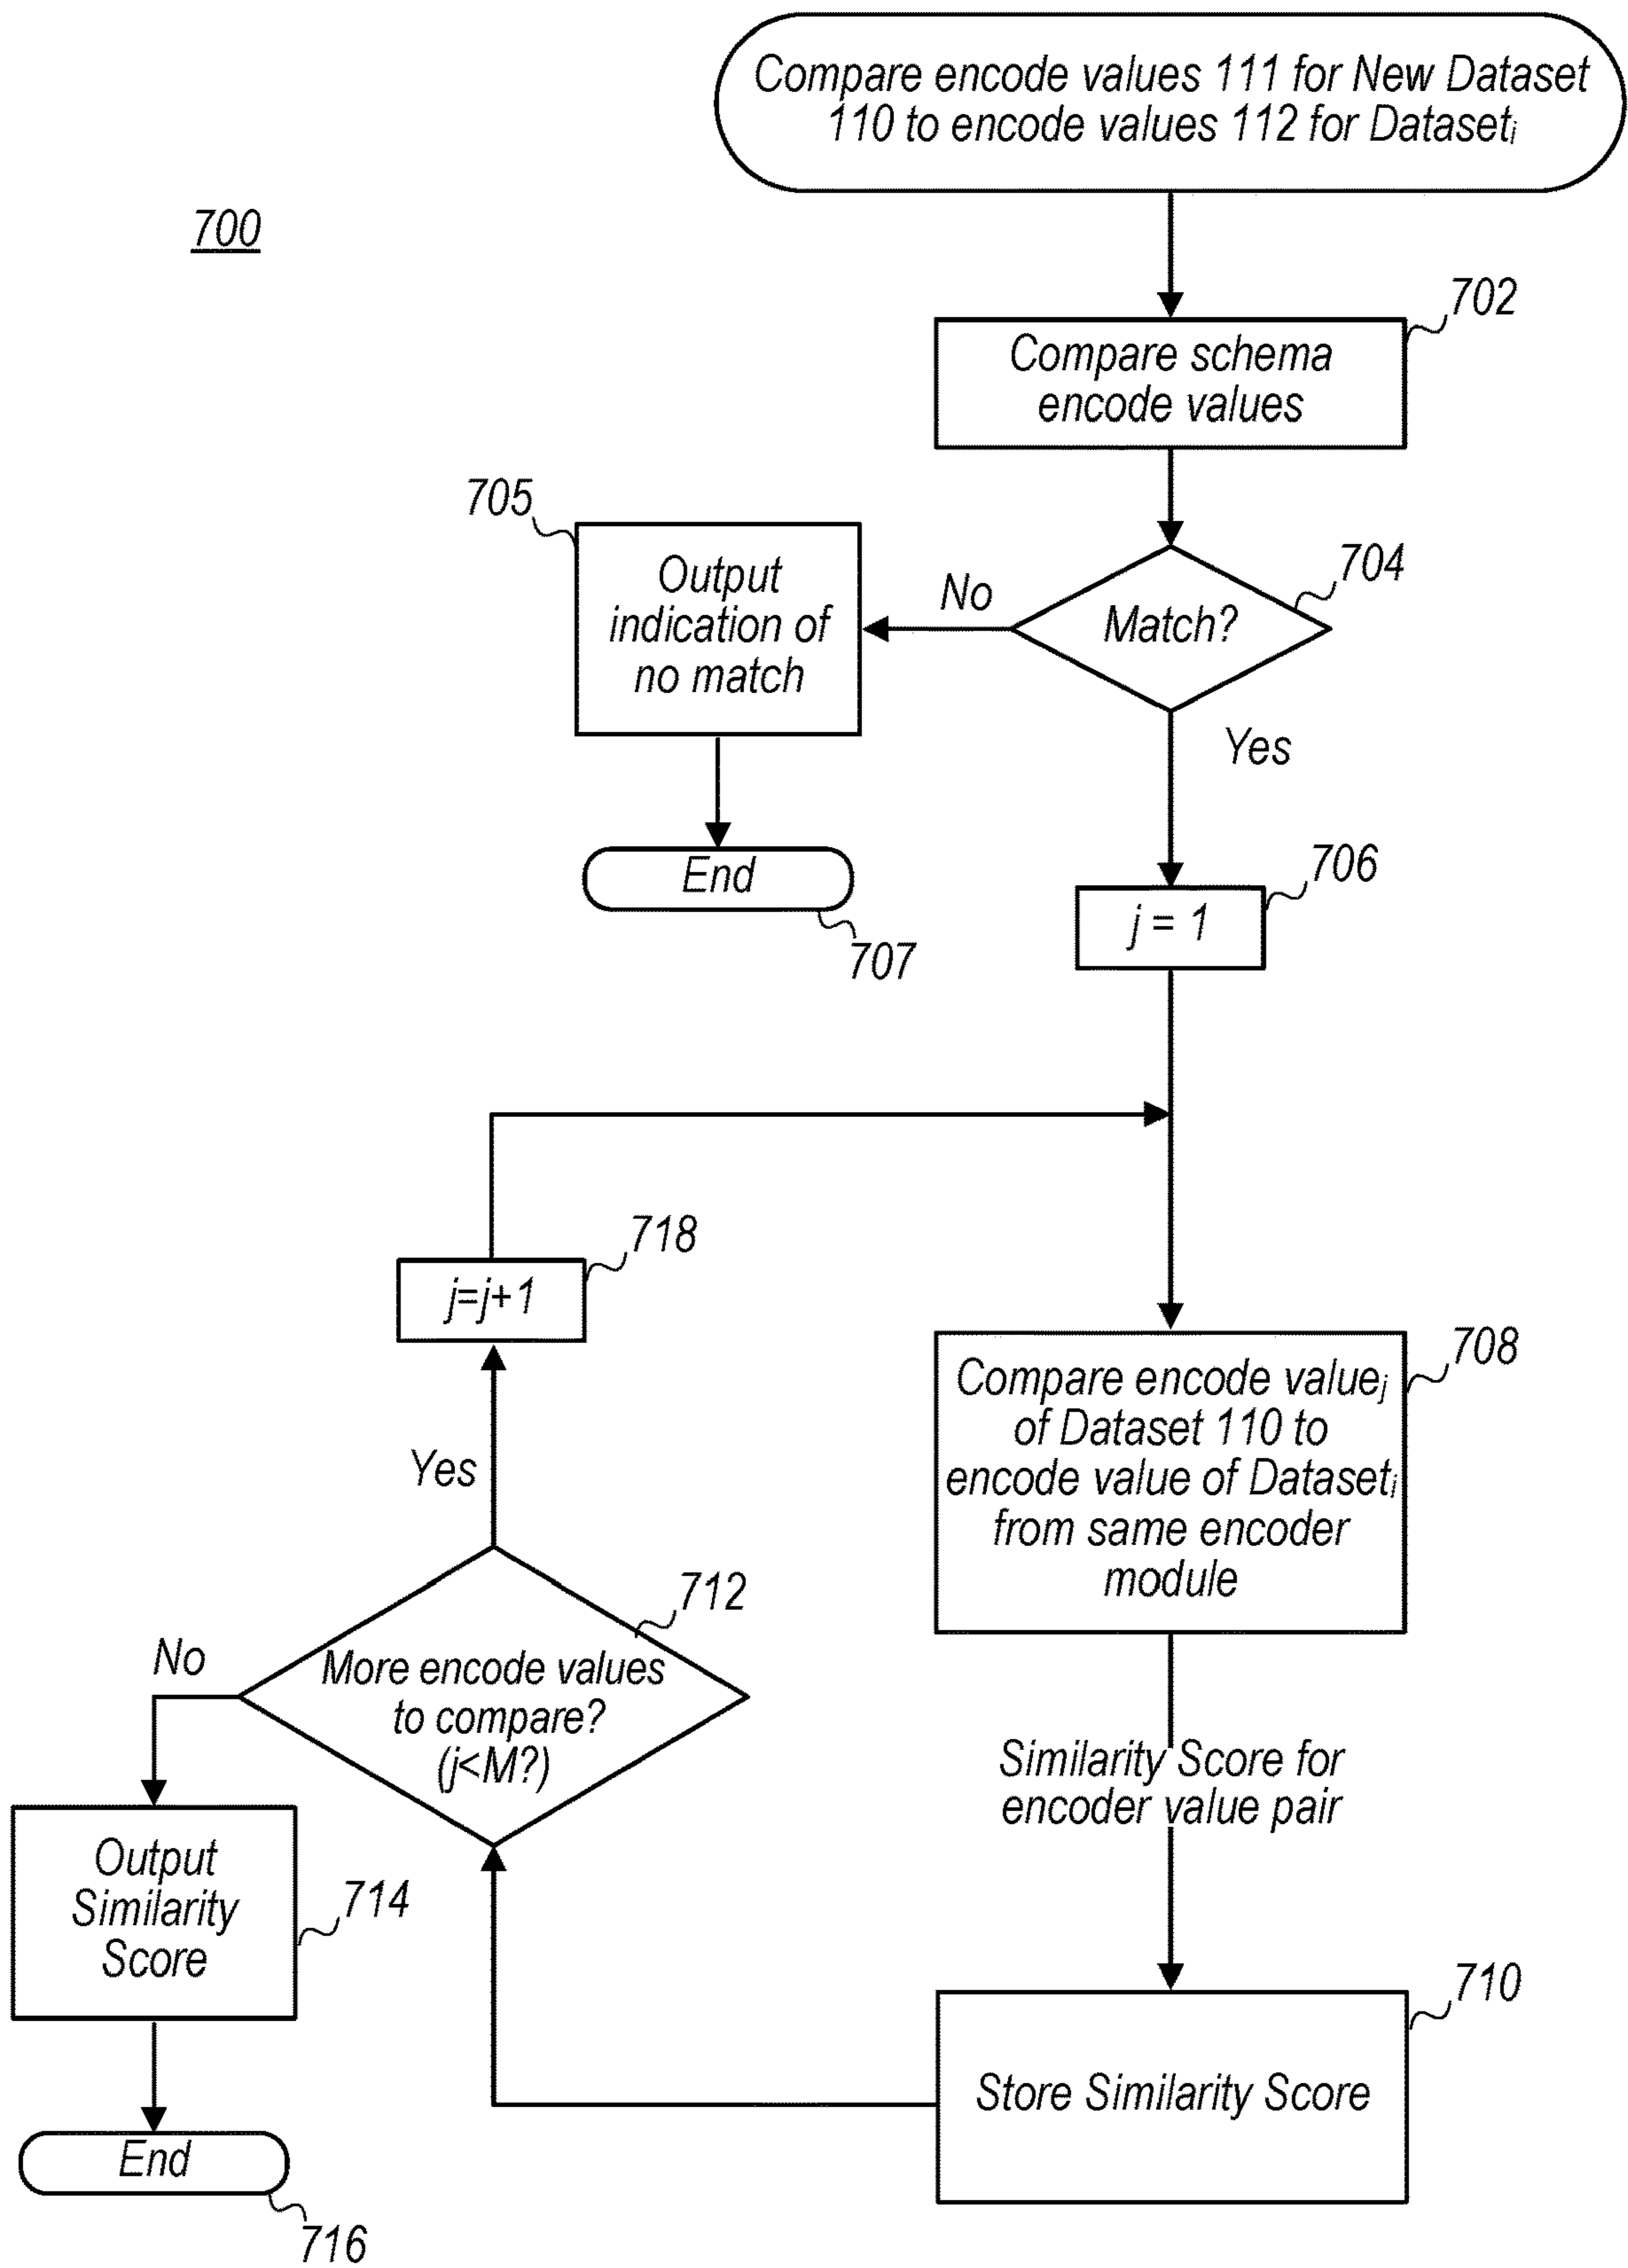 Compare encode values 111 for New Dataset
110 to encode values 112 for Dataseti
700
702
Compare schema
encode values
705
Output
indication of
no match
No
704
Match?
Yes
End
707
706
j = 1
718
j=j+1
708
Compare encode valuej
of Dataset 110 to
encode value of Dataseti
from same encoder
module
Yes
712
More encode values
to compare?
(j<M?)
No
Similarity Score for
encoder value pair
Output
Similarity
Score
714
710
Store Similarity Score
End
716